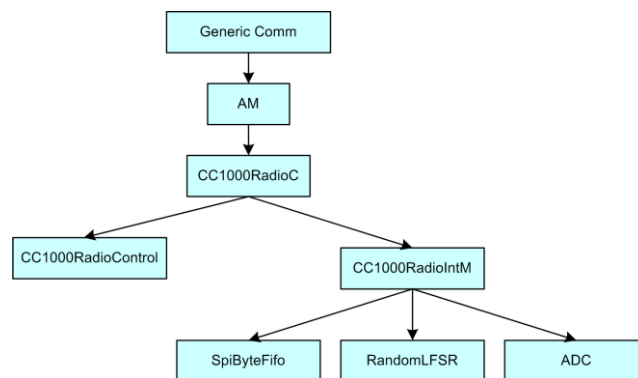 Generic Comm
AM
CC1000RadioC
CC1000RadioControl
CC1000RadioIntM
SpiByteFifo
RandomLFSR
ADC